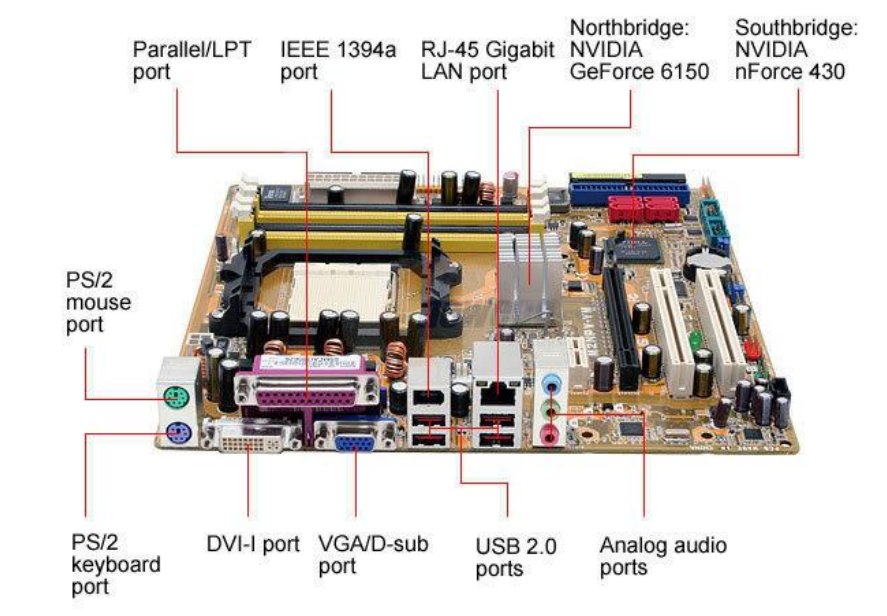 Parallel/LPT
port
IEEE 1394a
port
RJ-45 Gigabit
LAN port
Northbridge:
NVIDIA
GeForce 6150
Southbridge:
NVIDIA
nForce 430
PS/2
mouse
port
M2NPV-VM
PS/2
keyboard
port
DVI-I port
VGA/D-sub
port
USB 2.0
ports
Analog audio
ports